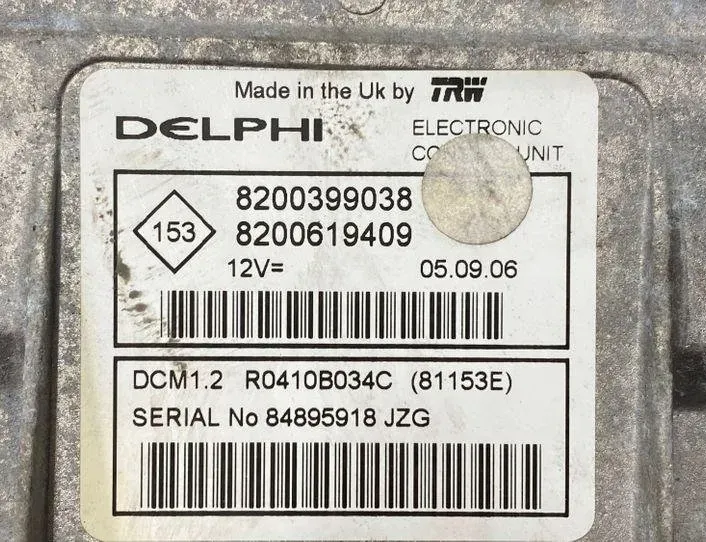 Made in the Uk by TRW
DELPHI
ELECTRONIC
UNIT
8200399038
153
8200619409
12V=
05.09.06
DCM1.2 R0410B034C (81153E)
SERIAL No 84895918 JZG